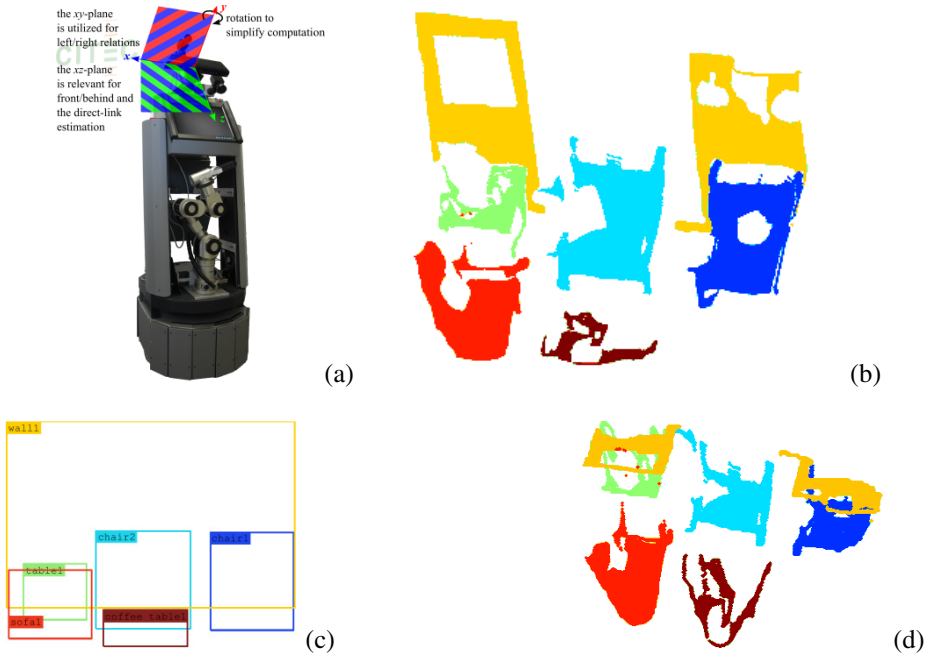 the xy-plane
is utilized for
left/right relations
y
rotation to
simplify computation
x
the xz-plane
is relevant for
front/behind and
the direct-link
estimation
z
(a)
(b)
wall1
chair2
chair1
table1
sofa1
coffee table1
(c)
(d)